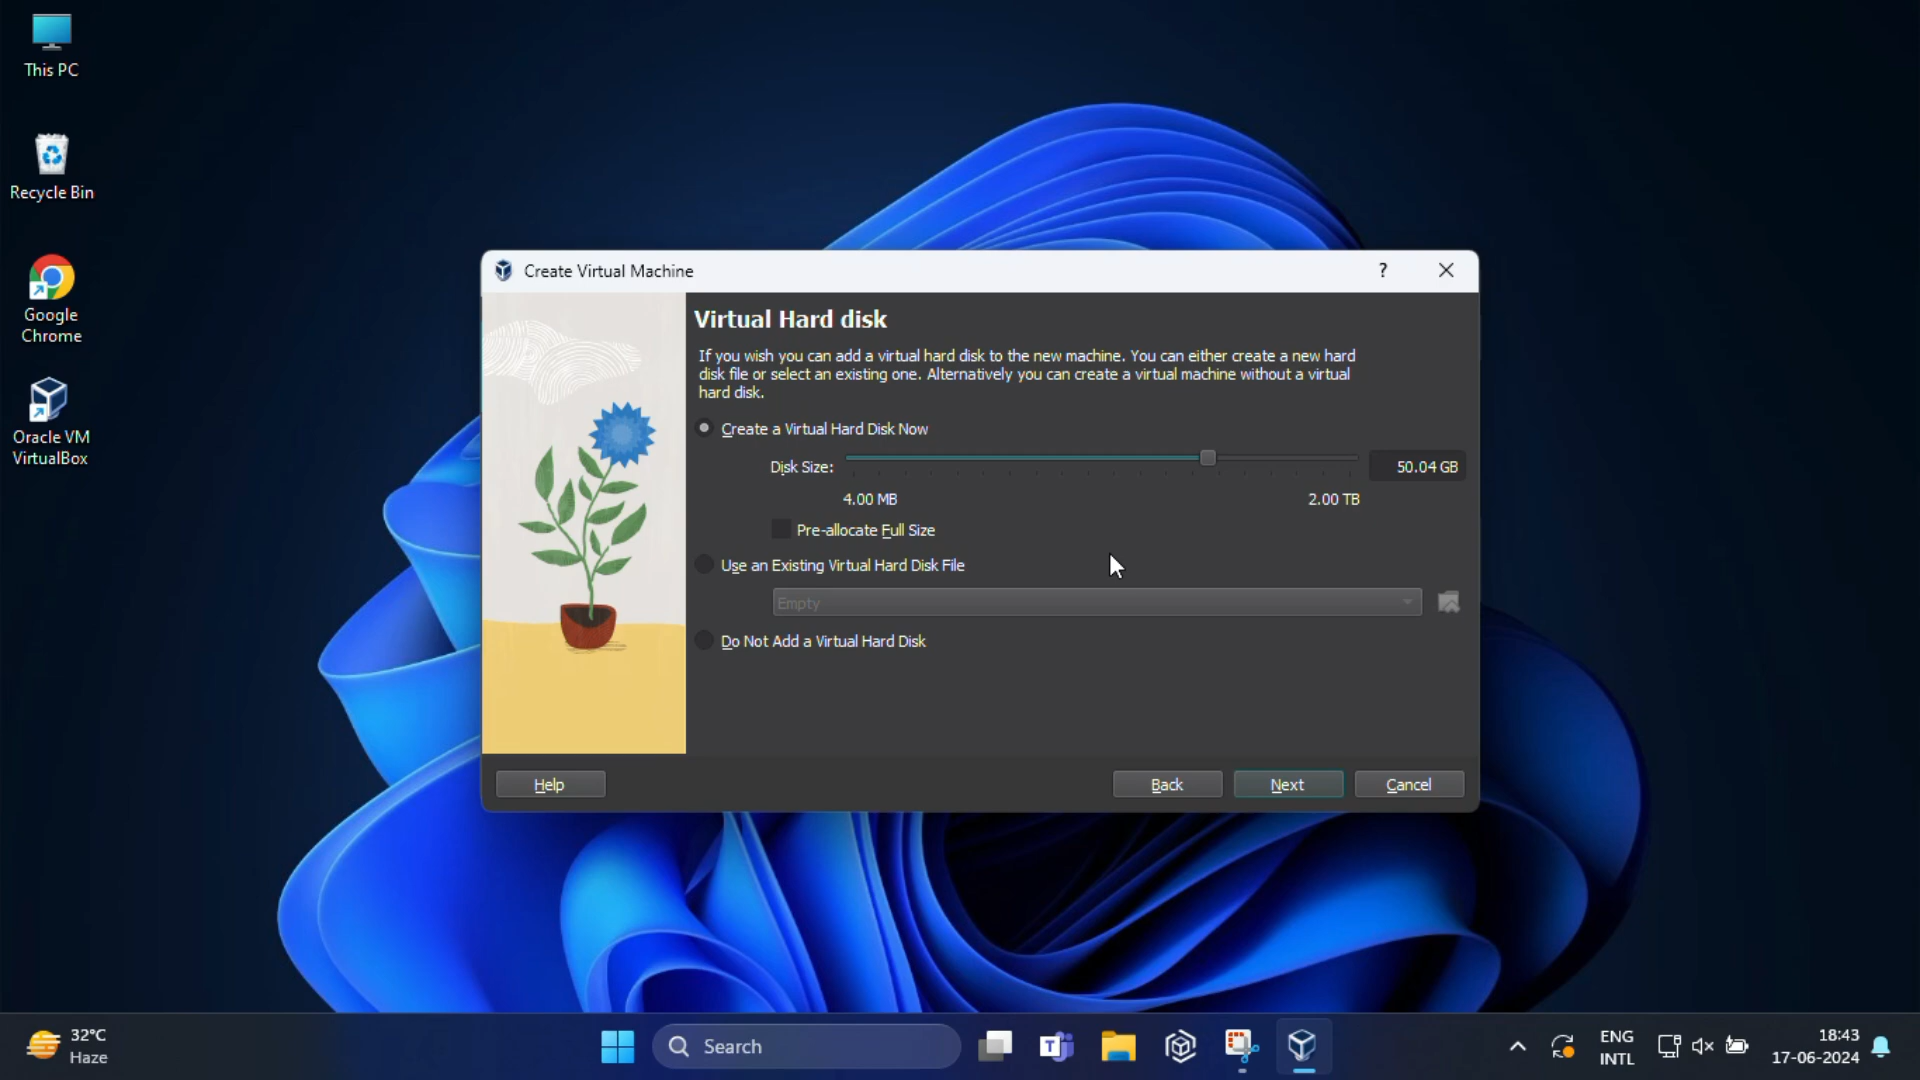 This PC
Recycle Bin
Google
Chrome
Oracle VM
VirtualBox
Create Virtual Machine
?
Virtual Hard disk
If you wish you can add a virtual hard disk to the new machine. You can either create a new hard
disk file or select an existing one. Alternatively you can create a virtual machine without a virtual
hard disk.
Create a Virtual Hard Disk Now
Disk Size:
50.04 GB
4.00 MB
2.00 TB
Pre-allocate Full Size
Use an Existing Virtual Hard Disk File
Empty
Do Not Add a Virtual Hard Disk
Help
Back
Next
Cancel
32°C
Haze
Search
T
ENG
INTL
18:43
17-06-2024